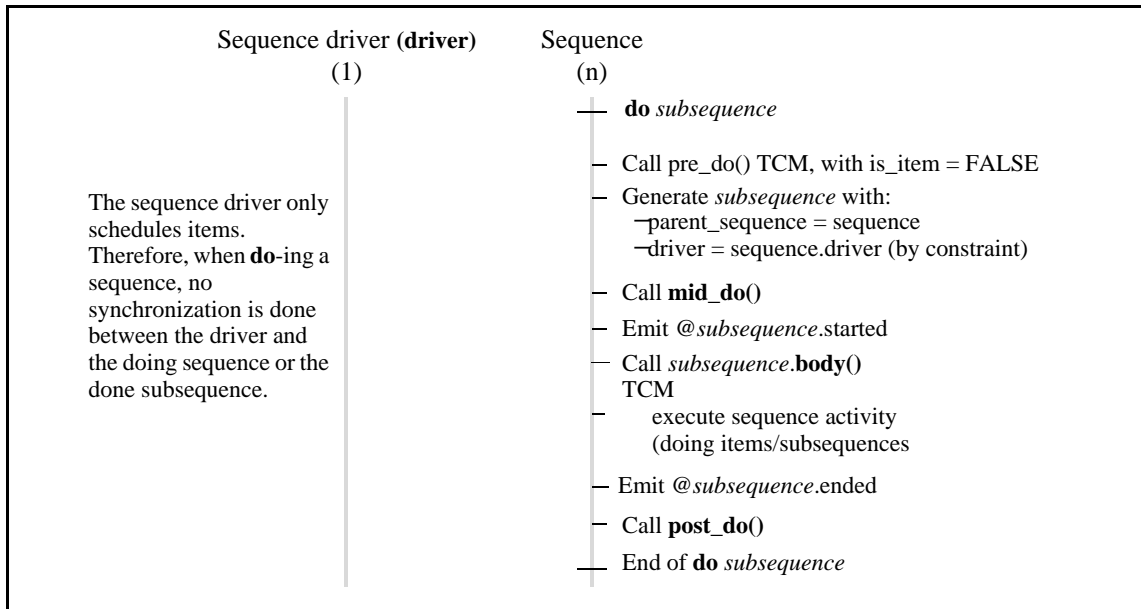 Sequence driver (driver)
(1)
Sequence
(n)
The sequence driver only
schedules items.
Therefore, when do-ing a
sequence, no
synchronization is done
between the driver and
the doing sequence or the
done subsequence.
do subsequence
Call pre_do() TCM, with is_item = FALSE
Generate subsequence with:
–parent_sequence = sequence
–driver = sequence.driver (by constraint)
Call mid_do()
Emit @subsequence.started
Call subsequence.body()
TCM
execute sequence activity
(doing items/subsequences
Emit @subsequence.ended
Call post_do()
End of do subsequence